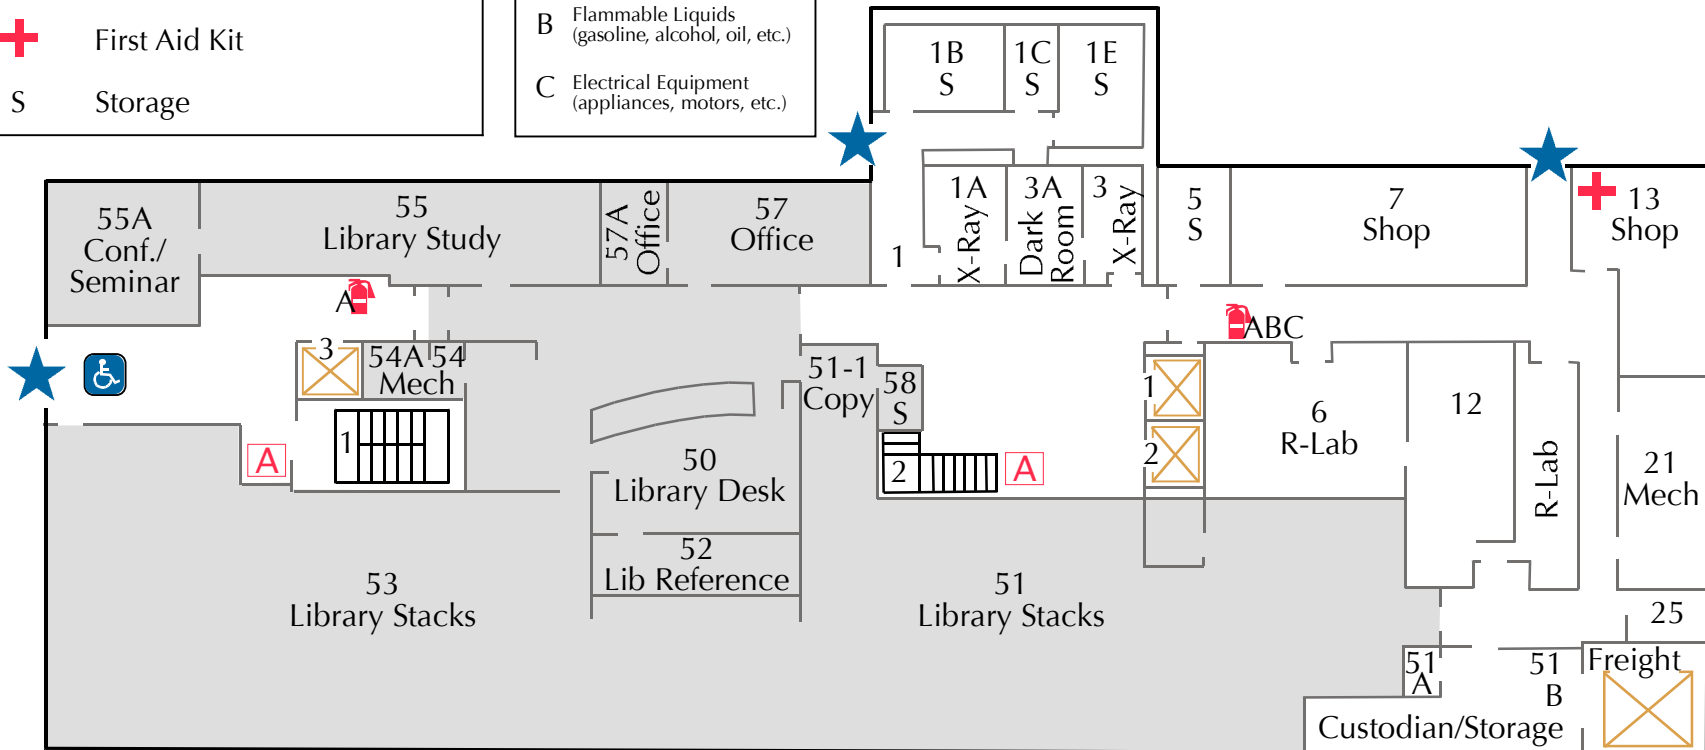 First Aid Kit
S Storage
B Flammable Liquids
(gasoline, alcohol, oil, etc.)
C Electrical Equipment
(appliances, motors, etc.)
1B
S
1C
S
1E
S
55A
Conf./
Seminar
55
Library Study
57A
Office
57
Office
1
1A
X-Ray
3A
Dark
Room
3
X-Ray
5
S
7
Shop
13
Shop
A
ABC
3
54A
54
Mech
51-1
Copy
58
S
1
2
6
R-Lab
12
R-Lab
21
Mech
A
1
50
Library Desk
2
A
52
Lib Reference
53
Library Stacks
51
Library Stacks
25
51
A
51
B
Freight
Custodian/Storage